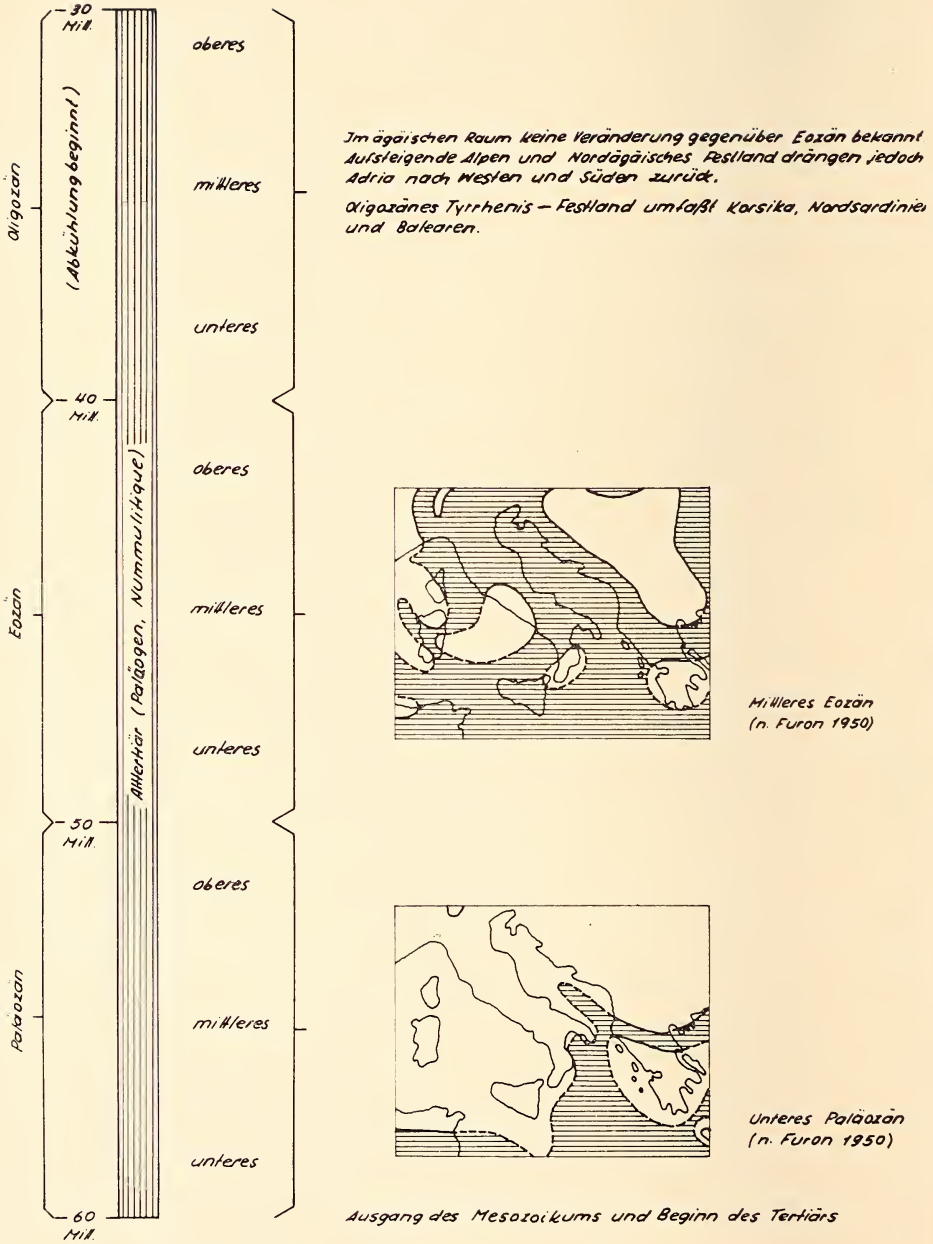 30
Mill.
oberes
(Abkühlung beginnt)
Im ägäischen Raum keine Veränderung gegenüber Eozän bekannt
Aufsteigende Alpen und Nordägäisches Festland drängen jedoch
Adria nach Westen und Süden zurück.
Oligozän
mittleres
Oligozänes Tyrrhenis – Festland umfaßt Korsika, Nordsardinie
und Balearen.
unteres
40
Mill.
oberes
Alttertiär (Paläogen, Nummulitique)
Eozän
mittleres
Mittleres Eozän
(n. Furon 1950)
unteres
50
Mill.
oberes
Paläozän
mittleres
Unteres Paläozän
(n. Furon 1950)
unteres
60
Mill.
Ausgang des Mesozoikums und Beginn des Tertiärs